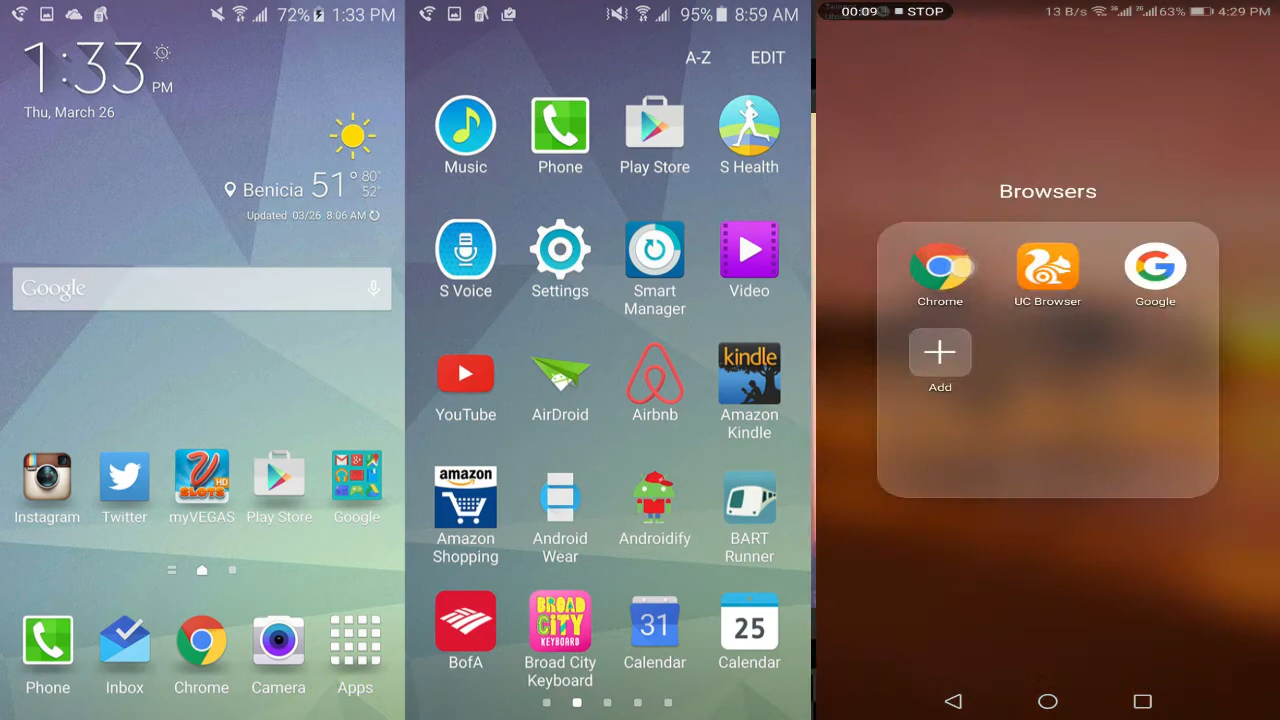 72% 1:33 PM
1:33 PM
Thu, March 26
Benicia 51° 80° 52°
Updated 03/26 8:06 AM
Google
HD
SLOTS
Instagram Twitter myVEGAS Play Store Google
Phone Inbox Chrome Camera Apps
95% 8:59 AM
A-Z EDIT
Music Phone Play Store S Health
S Voice Settings Smart Manager Video
kindle
YouTube AirDroid Airbnb Amazon Kindle
amazon
Amazon Shopping Android Wear Androidify BART Runner
BROAD CITY KEYBOARD
31
25
BofA Broad City Keyboard Calendar Calendar
00:09 STOP
13 B/s 63% 4:29 PM
Browsers
Chrome UC Browser Google
Add